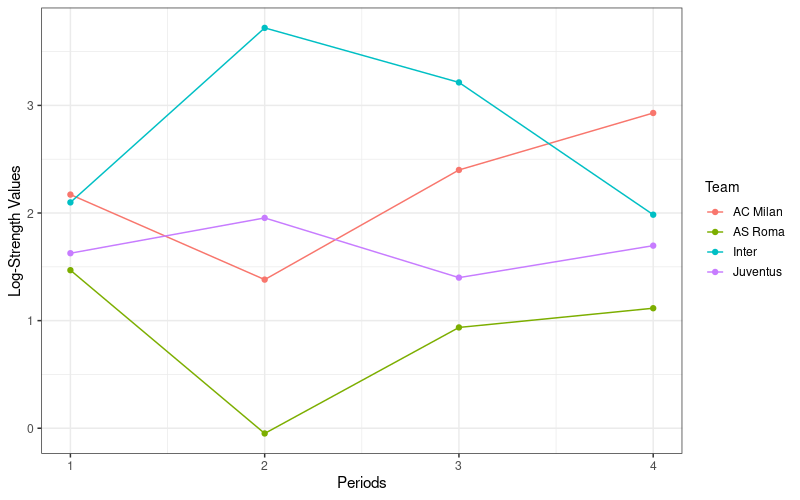 Log-Strength Values
3
2
1
0
1
2
3
4
Periods
Team
AC Milan
AS Roma
Inter
Juventus